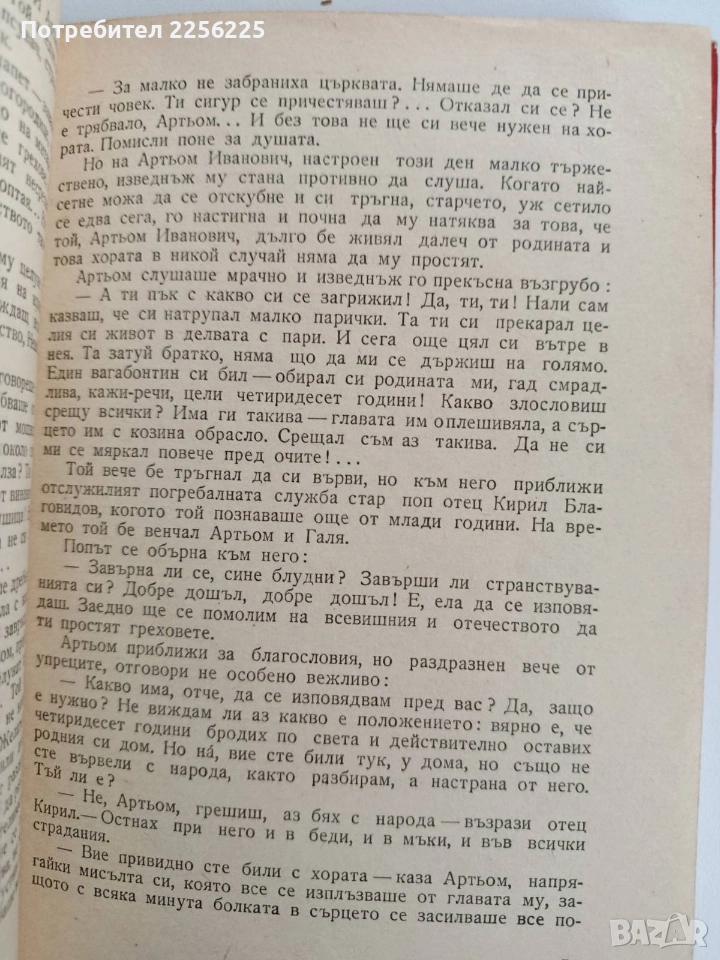 Потребител 2256225
— За малко не забраниха църквата. Нямаше де да се при-
чести човек. Ти сигур се причестяваш?... Отказал си се? Не
е трябвало, Артьом... И без това не ще си вече нужен на хо-
рата. Помисли поне за душата.
Но на Артьом Иванович, настроен този ден малко търже-
ствено, изведнъж му стана противно да слуша. Когато най-
сетне можа да се отскубне и си тръгна, старчето, уж сетило
се едва сега, го настигна и почна да му натяква за това, че
той, Артьом Иванович, дълго бе живял далеч от родината и
това хората в никой случай няма да му простят.
Артьом слушаше мрачно и изведнъж го прекъсна възгрубо:
— А ти пък с какво си се загрижил! Да, ти, ти! Нали сам
казваш, че си натрупал малко парички. Та ти си прекарал це-
лия си живот в делвата с пари. И сега още цял си вътре в
нея. Та затуй братко, няма що да ми се държиш на голямо.
Един вагабонтин си бил — обирал си родината ми, гад смрад-
лива, кажи-речи, цели четиридесет години! Какво злословиш
срещу всички? Има ги такива — главата им оплешивяла, а сър-
цето им с козина обрасло. Срещал съм аз такива. Да не си
ми се мяркал повече пред очите!...
Той вече бе тръгнал да си върви, но към него приближи
отслужилият погребалната служба стар поп отец Кирил Бла-
говидов, когото той познаваше още от млади години. На вре-
мето той бе венчал Артьом и Галя.
Попът се обърна към него:
— Завърна ли се, сине блудни? Завърши ли странствува-
нията си? Добре дошъл, добре дошъл! Е, ела да се изповя-
даш. Заедно ще се помолим на всевишния и отечеството да
ти простят греховете.
Артьом приближи за благословия, но раздразнен вече от
упреците, отговори не особено вежливо:
— Какво има, отче, да се изповядвам пред вас? Да, защо
е нужно? Не виждам ли аз какво е положението: вярно е, че
четиридесет години бродих по света и действително оставих
родния си дом. Но на́, вие сте били тук, у дома, но също не
сте вървели с народа, както разбирам, а настрана от него.
Тъй ли е?
— Не, Артьом, грешиш, аз бях с народа — възрази отец
Кирил.— Останах при него и в беди, и в мъки, и във всички
страдания.
— Вие привидно сте били с хората — каза Артьом, напря-
гайки мисълта си, която все се изплъзваше от главата му, за-
щото с всяка минута болката в сърцето се засилваше все по-
BAZAR